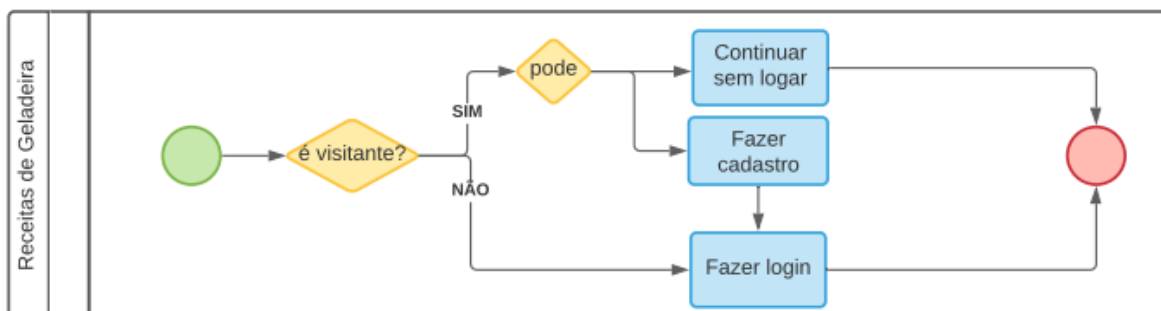 Receitas de Geladeira
é visitante?
SIM
NÃO
pode
Continuar
sem logar
Fazer
cadastro
Fazer login